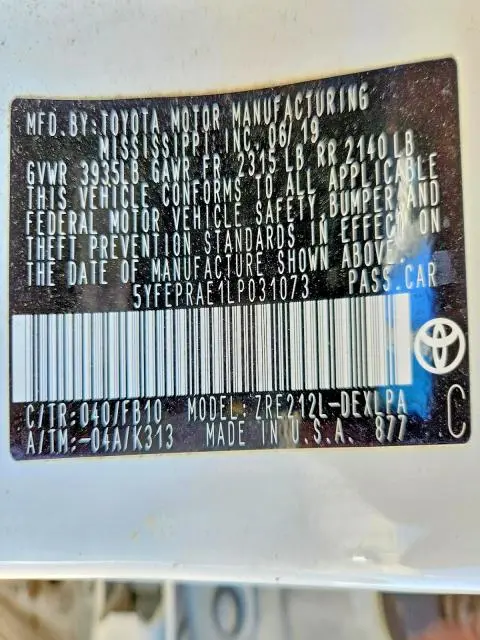 MFD.BY:TOYOTA MOTOR MANUFACTURING
MISSISSIPPI, INC. 06/19
GVWR 3935LB GAWR FR 2315 LB RR 2140 LB
THIS VEHICLE CONFORMS TO ALL APPLICABLE
FEDERAL MOTOR VEHICLE SAFETY, BUMPER, AND
THEFT PREVENTION STANDARDS IN EFFECT ON
THE DATE OF MANUFACTURE SHOWN ABOVE.
5YFEPRAE1LP031073 PASS.CAR
C/TR: 040/FB10 MODEL: ZRE212L-DEXLPA
A/TM:-04A/K313 MADE IN U.S.A. 877 C